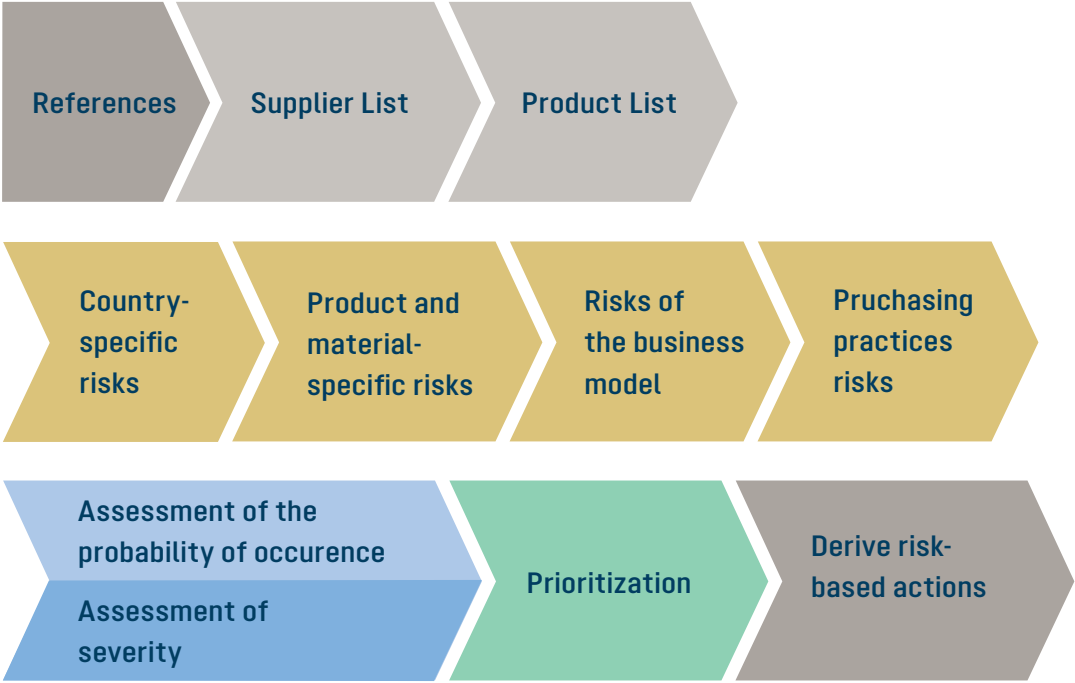 References
Supplier List
Product List
Country-
specific
risks
Product and
material-
specific risks
Risks of
the business
model
Pruchasing
practices
risks
Assessment of the
probability of occurence
Assessment of
severity
Prioritization
Derive risk-
based actions